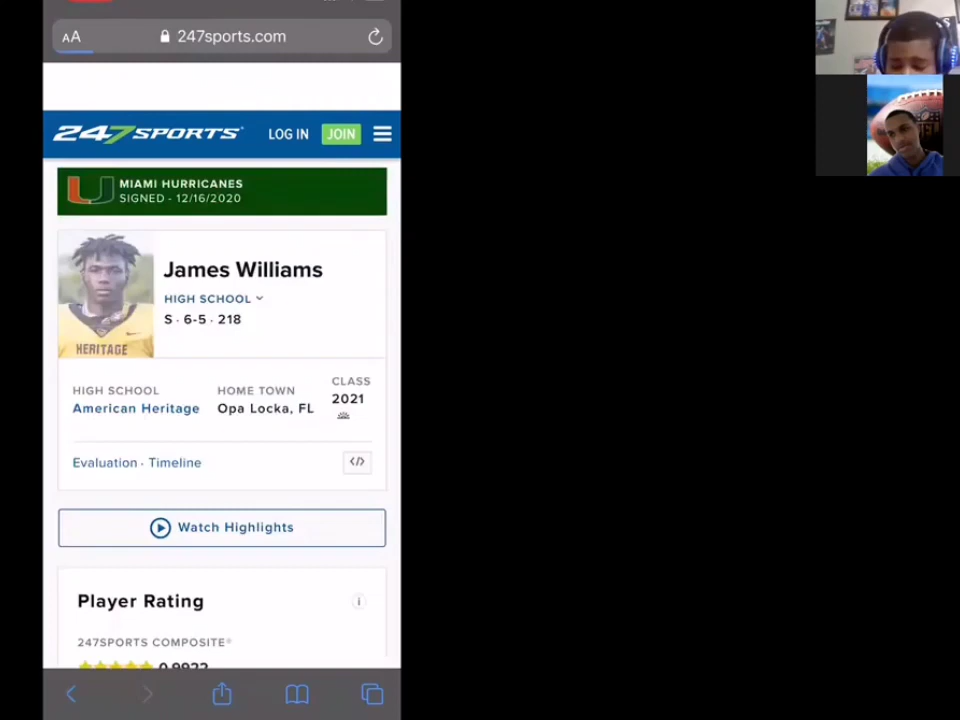 AA 247sports.com
247SPORTS LOG IN JOIN
MIAMI HURRICANES
SIGNED - 12/16/2020
James Williams
HIGH SCHOOL
S · 6-5 · 218
HERITAGE
HIGH SCHOOL HOME TOWN CLASS
American Heritage Opa Locka, FL 2021
Evaluation · Timeline </>
Watch Highlights
Player Rating i
247SPORTS COMPOSITE®
0.9922